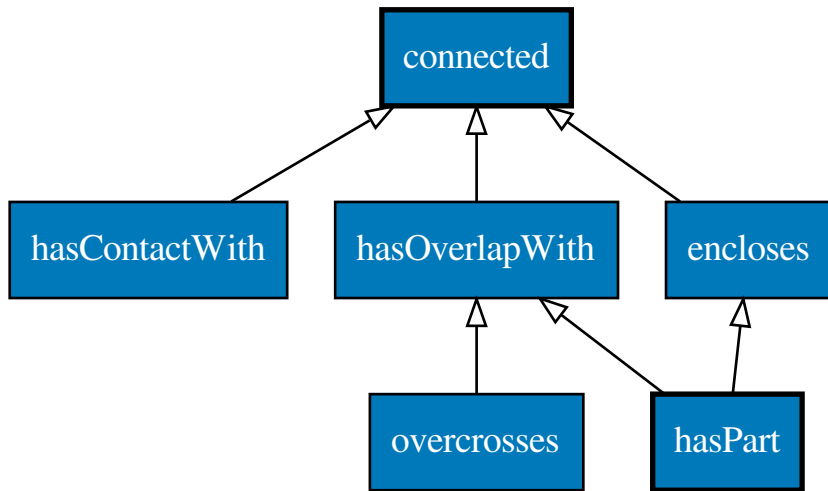 connected
hasContactWith
hasOverlapWith
encloses
overcrosses
hasPart